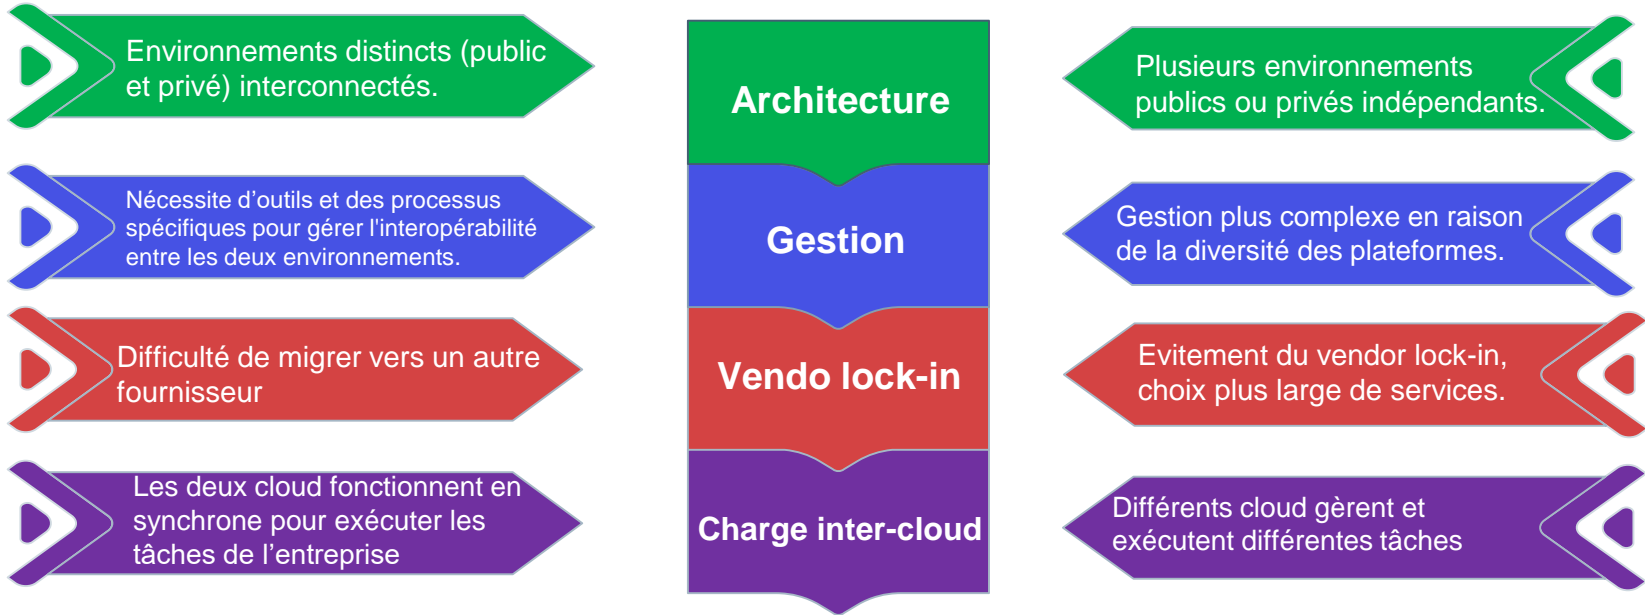 Environnements distincts (public
et privé) interconnectés.
Architecture
Plusieurs environnements
publics ou privés indépendants.
Nécessite d'outils et des processus
spécifiques pour gérer l'interopérabilité
entre les deux environnements.
Gestion
Gestion plus complexe en raison
de la diversité des plateformes.
Difficulté de migrer vers un autre
fournisseur
Vendo lock-in
Evitement du vendor lock-in,
choix plus large de services.
Les deux cloud fonctionnent en
synchrone pour exécuter les
tâches de l'entreprise
Charge inter-cloud
Différents cloud gèrent et
exécutent différentes tâches